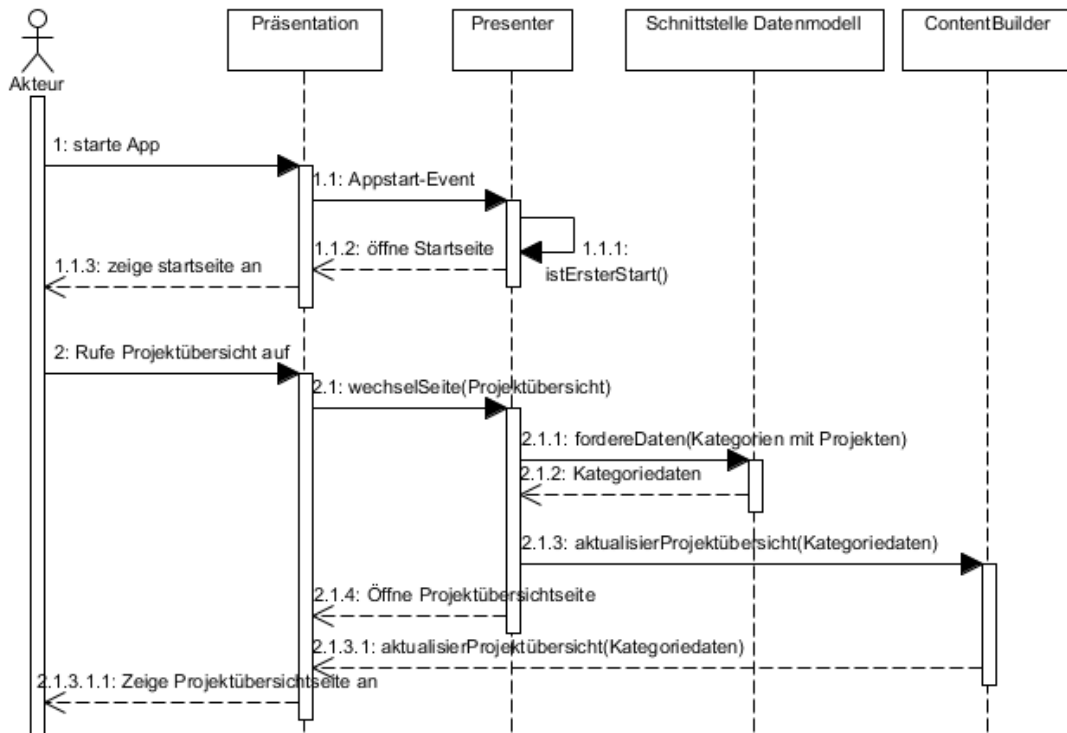 Präsentation
Presenter
Schnittstelle Datenmodell
ContentBuilder
Akteur
1: starte App
1.1: Appstart-Event
1.1.2: öffne Startseite
1.1.1:
istErsterStart()
1.1.3: zeige startseite an
2: Rufe Projektübersicht auf
2.1: wechselSeite(Projektübersicht)
2.1.1: fordereDaten(Kategorien mit Projekten)
2.1.2: Kategoriedaten
2.1.3: aktualisierProjektübersicht(Kategoriedaten)
2.1.4: Öffne Projektübersichtseite
2.1.3.1: aktualisierProjektübersicht(Kategoriedaten)
2.1.3.1.1: Zeige Projektübersichtseite an